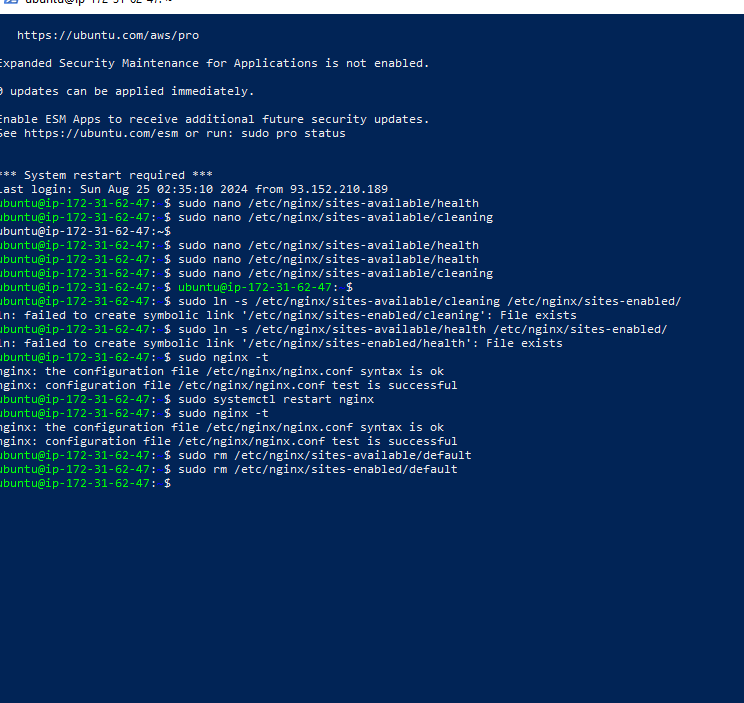 ubuntu@ip-172-31-62-47: ~
https://ubuntu.com/aws/pro
Expanded Security Maintenance for Applications is not enabled.
0 updates can be applied immediately.
Enable ESM Apps to receive additional future security updates.
See https://ubuntu.com/esm or run: sudo pro status
*** System restart required ***
Last login: Sun Aug 25 02:35:10 2024 from 93.152.210.189
ubuntu@ip-172-31-62-47: $ sudo nano /etc/nginx/sites-available/health
ubuntu@ip-172-31-62-47: $ sudo nano /etc/nginx/sites-available/cleaning
ubuntu@ip-172-31-62-47:~$
ubuntu@ip-172-31-62-47: $ sudo nano /etc/nginx/sites-available/health
ubuntu@ip-172-31-62-47: $ sudo nano /etc/nginx/sites-available/health
ubuntu@ip-172-31-62-47: $ sudo nano /etc/nginx/sites-available/cleaning
ubuntu@ip-172-31-62-47: $ ubuntu@ip-172-31-62-47: $
ubuntu@ip-172-31-62-47: $ sudo ln -s /etc/nginx/sites-available/cleaning /etc/nginx/sites-enabled/
ln: failed to create symbolic link '/etc/nginx/sites-enabled/cleaning': File exists
ubuntu@ip-172-31-62-47: $ sudo ln -s /etc/nginx/sites-available/health /etc/nginx/sites-enabled/
ln: failed to create symbolic link '/etc/nginx/sites-enabled/health': File exists
ubuntu@ip-172-31-62-47: $ sudo nginx -t
nginx: the configuration file /etc/nginx/nginx.conf syntax is ok
nginx: configuration file /etc/nginx/nginx.conf test is successful
ubuntu@ip-172-31-62-47: $ sudo systemctl restart nginx
ubuntu@ip-172-31-62-47: $ sudo nginx -t
nginx: the configuration file /etc/nginx/nginx.conf syntax is ok
nginx: configuration file /etc/nginx/nginx.conf test is successful
ubuntu@ip-172-31-62-47: $ sudo rm /etc/nginx/sites-available/default
ubuntu@ip-172-31-62-47: $ sudo rm /etc/nginx/sites-enabled/default
ubuntu@ip-172-31-62-47: $